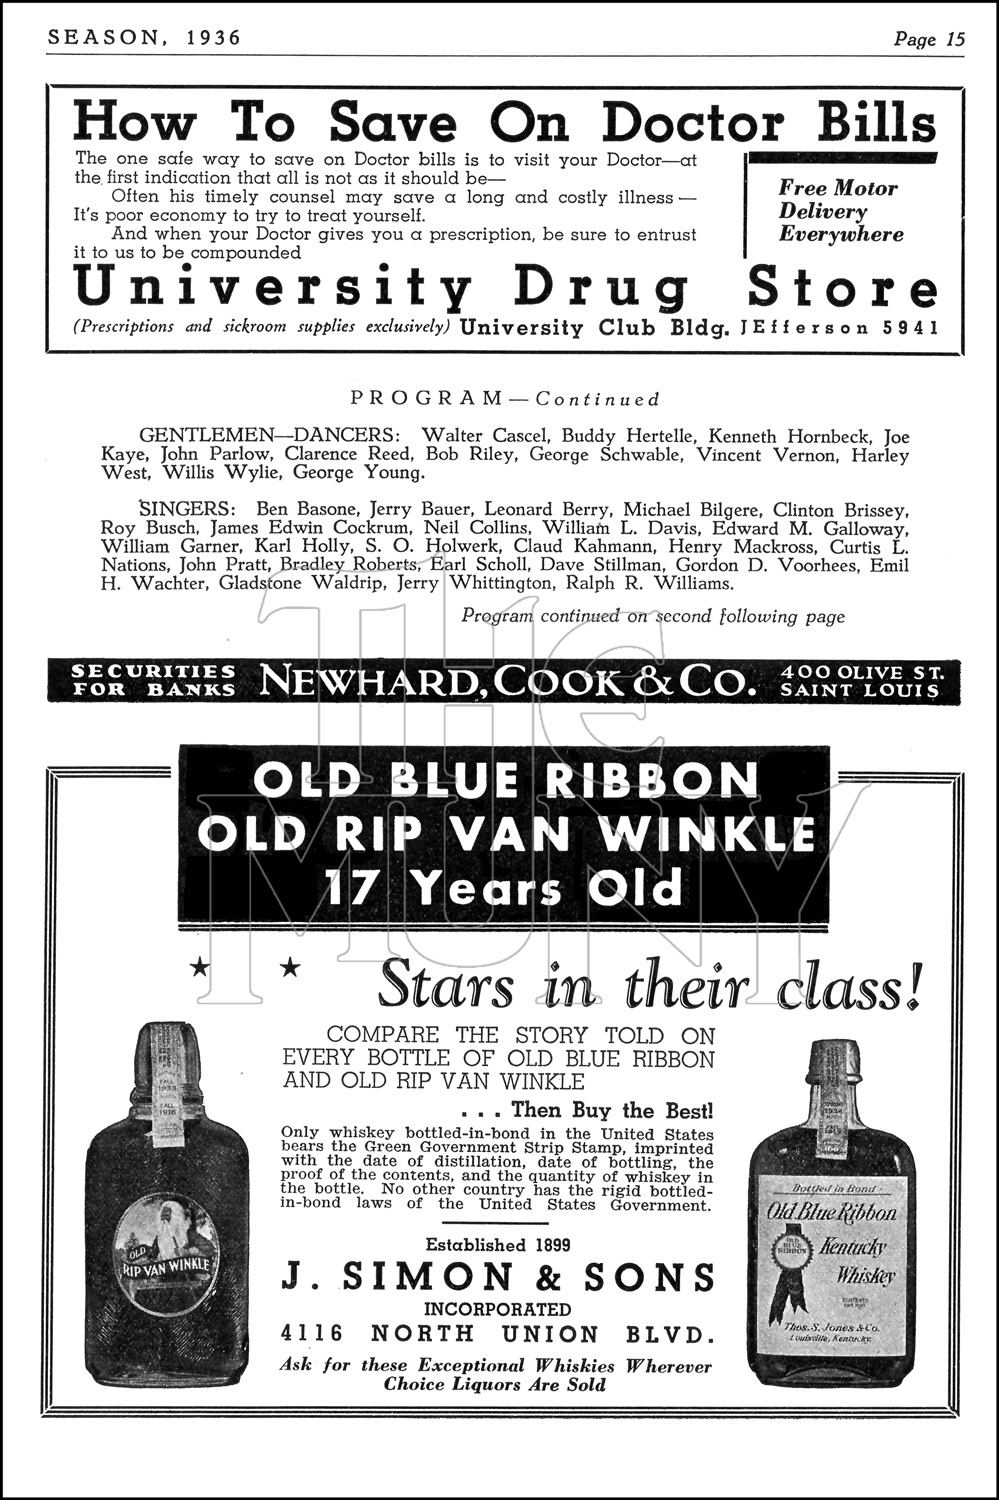 SEASON, 1936
Page 15
How To Save On Doctor Bills
The one safe way to save on Doctor bills is to visit your Doctor—at
the first indication that all is not as it should be—
Often his timely counsel may save a long and costly illness —
It's poor economy to try to treat yourself.
And when your Doctor gives you a prescription, be sure to entrust
it to us to be compounded
Free Motor
Delivery
Everywhere
University Drug Store
(Prescriptions and sickroom supplies exclusively) University Club Bldg. JEfferson 5941
PROGRAM—Continued
GENTLEMEN—DANCERS: Walter Cascel, Buddy Hertelle, Kenneth Hornbeck, Joe
Kaye, John Parlow, Clarence Reed, Bob Riley, George Schwable, Vincent Vernon, Harley
West, Willis Wylie, George Young.
SINGERS: Ben Basone, Jerry Bauer, Leonard Berry, Michael Bilgere, Clinton Brissey,
Roy Busch, James Edwin Cockrum, Neil Collins, William L. Davis, Edward M. Galloway,
William Garner, Karl Holly, S. O. Holwerk, Claud Kahmann, Henry Mackross, Curtis L.
Nations, John Pratt, Bradley Roberts, Earl Scholl, Dave Stillman, Gordon D. Voorhees, Emil
H. Wachter, Gladstone Waldrip, Jerry Whittington, Ralph R. Williams.
Program continued on second following page
THE
MUNY
SECURITIES
FOR BANKS
NEWHARD, COOK & CO.
400 OLIVE ST.
SAINT LOUIS
OLD BLUE RIBBON
OLD RIP VAN WINKLE
17 Years Old
Stars in their class!
COMPARE THE STORY TOLD ON
EVERY BOTTLE OF OLD BLUE RIBBON
AND OLD RIP VAN WINKLE
. . . Then Buy the Best!
Only whiskey bottled-in-bond in the United States
bears the Green Government Strip Stamp, imprinted
with the date of distillation, date of bottling, the
proof of the contents, and the quantity of whiskey in
the bottle. No other country has the rigid bottled-
in-bond laws of the United States Government.
Established 1899
J. SIMON & SONS
INCORPORATED
4116 NORTH UNION BLVD.
Ask for these Exceptional Whiskies Wherever
Choice Liquors Are Sold
FALL
1933
FALL
1916
OLD
RIP VAN WINKLE
Bottled in Bond
Old Blue Ribbon
OLD
BLUE
RIBBON
Kentucky
Whiskey
Thos. S. Jones & Co.
Louisville, Kentucky.